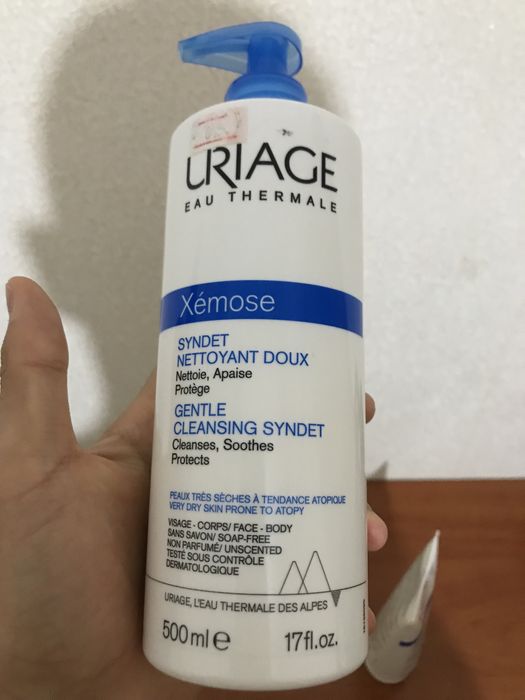 URIAGE
EAU THERMALE
Xémose
SYNDET
NETTOYANT DOUX
Nettoie, Apaise
Protège
GENTLE
CLEANSING SYNDET
Cleanses, Soothes
Protects
PEAUX TRÈS SÈCHES À TENDANCE ATOPIQUE
VERY DRY SKIN PRONE TO ATOPY
VISAGE - CORPS/ FACE - BODY
SANS SAVON/ SOAP-FREE
NON PARFUMÉ/ UNSCENTED
TESTÉ SOUS CONTRÔLE
DERMATOLOGIQUE
URIAGE, L'EAU THERMALE DES ALPES
500 ml e 17fl.oz.